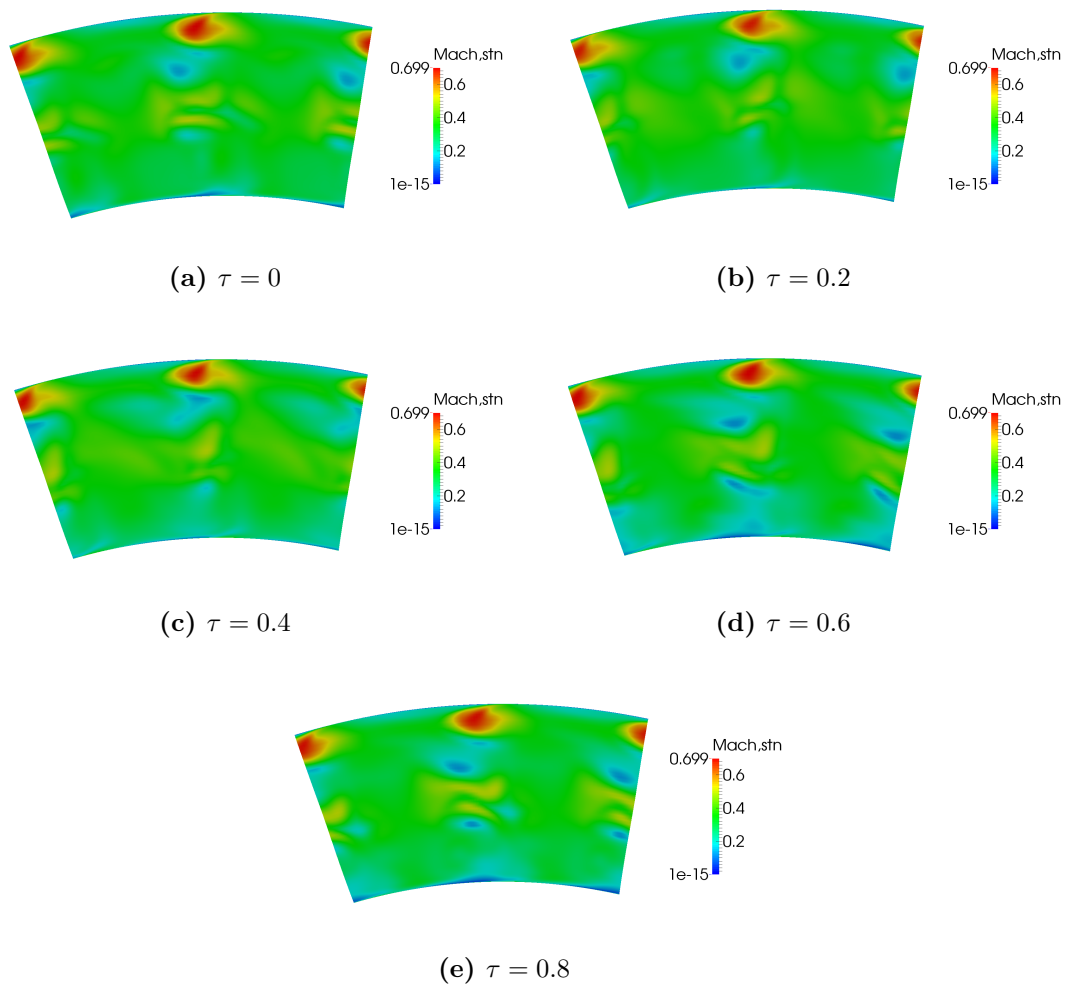 Mach,stn
0.699
0.6
0.4
0.2
1e-15
(a) τ = 0
Mach,stn
0.699
0.6
0.4
0.2
1e-15
(b) τ = 0.2
Mach,stn
0.699
0.6
0.4
0.2
1e-15
(c) τ = 0.4
Mach,stn
0.699
0.6
0.4
0.2
1e-15
(d) τ = 0.6
Mach,stn
0.699
0.6
0.4
0.2
1e-15
(e) τ = 0.8